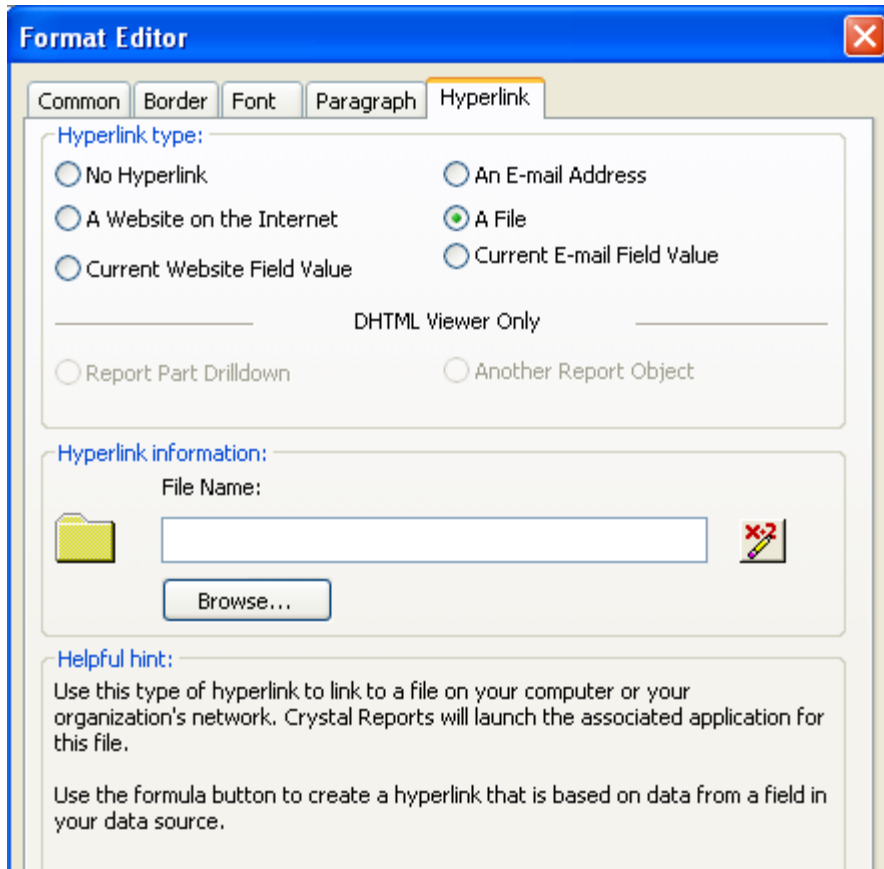 Format Editor
Common Border Font Paragraph Hyperlink
Hyperlink type:
No Hyperlink An E-mail Address
A Website on the Internet A File
Current Website Field Value Current E-mail Field Value
DHTML Viewer Only
Report Part Drilldown Another Report Object
Hyperlink information:
File Name:
x+2
Browse...
Helpful hint:
Use this type of hyperlink to link to a file on your computer or your
organization's network. Crystal Reports will launch the associated application for
this file.
Use the formula button to create a hyperlink that is based on data from a field in
your data source.